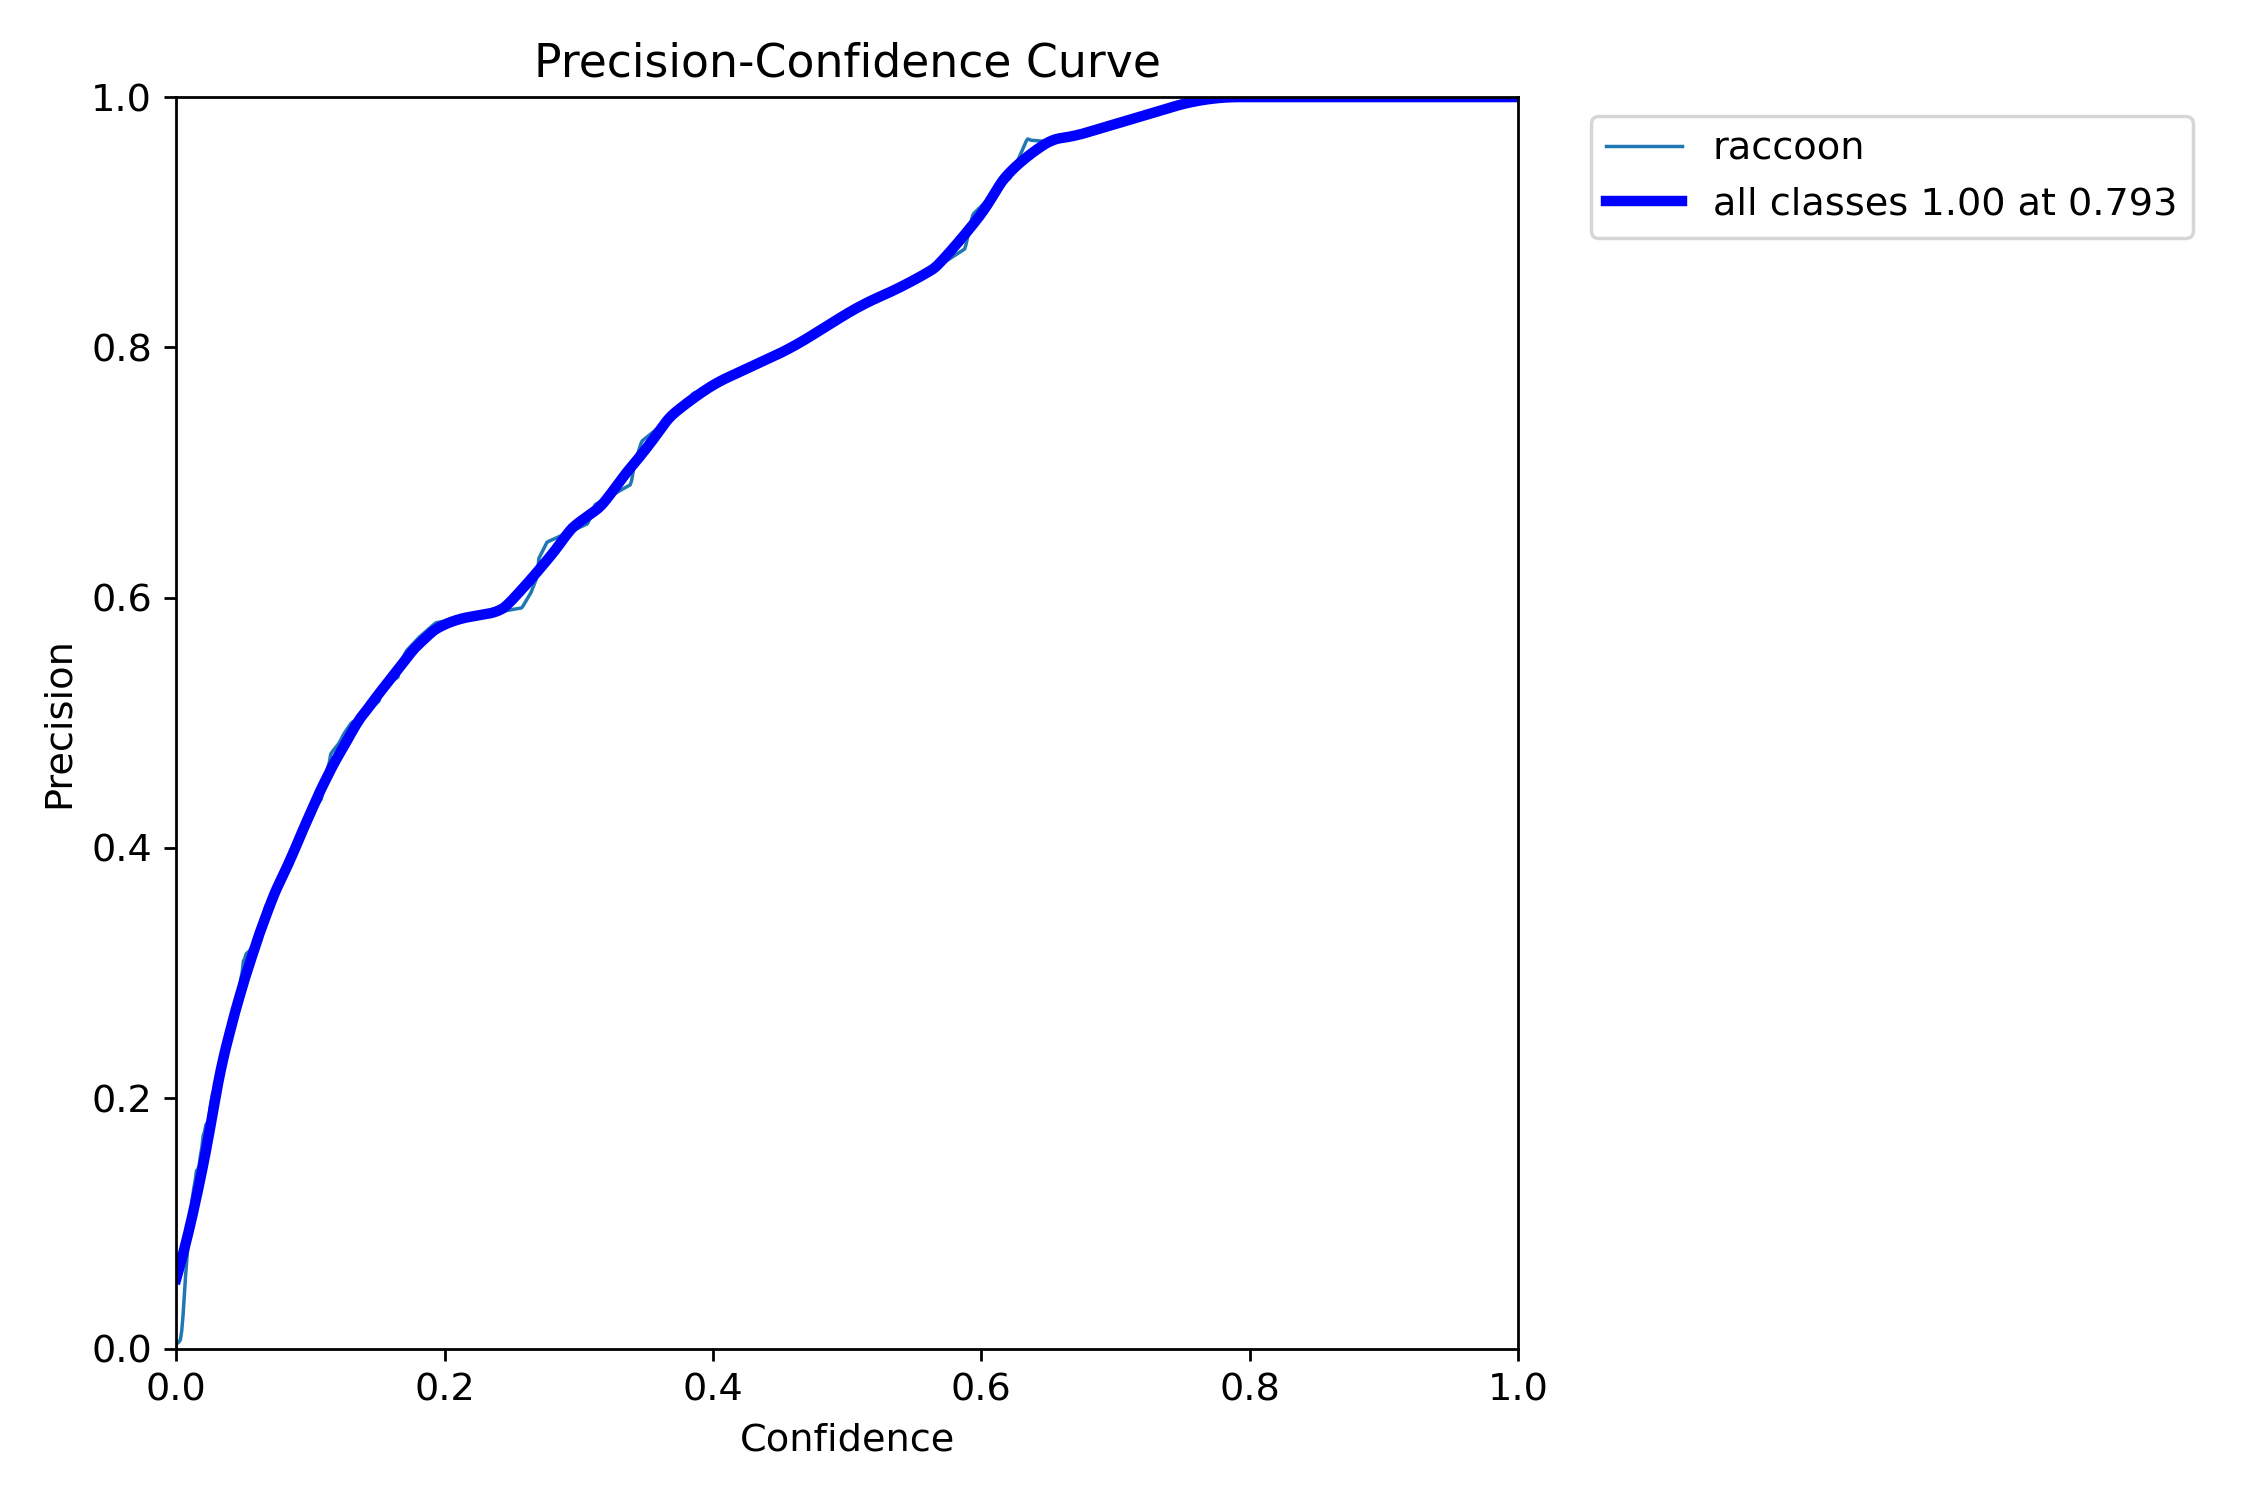 Precision-Confidence Curve
1.0
0.8
0.6
0.4
0.2
0.0
Precision
0.0 0.2 0.4 0.6 0.8 1.0
Confidence
raccoon
all classes 1.00 at 0.793